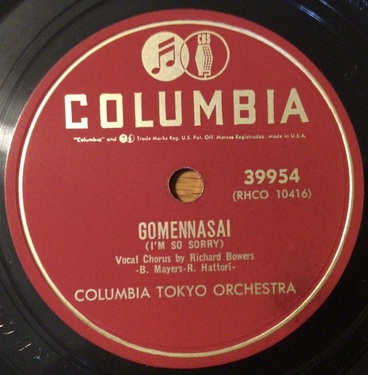 CBS
COLUMBIA
"Columbia" and Trade Marks Reg. U.S. Pat. Off. Marcas Registradas. Made in U.S.A.
39954
(RHCO 10416)
GOMENNASAI
(I'M SO SORRY)
Vocal Chorus by Richard Bowers
-B. Mayers-R. Hattori-
COLUMBIA TOKYO ORCHESTRA